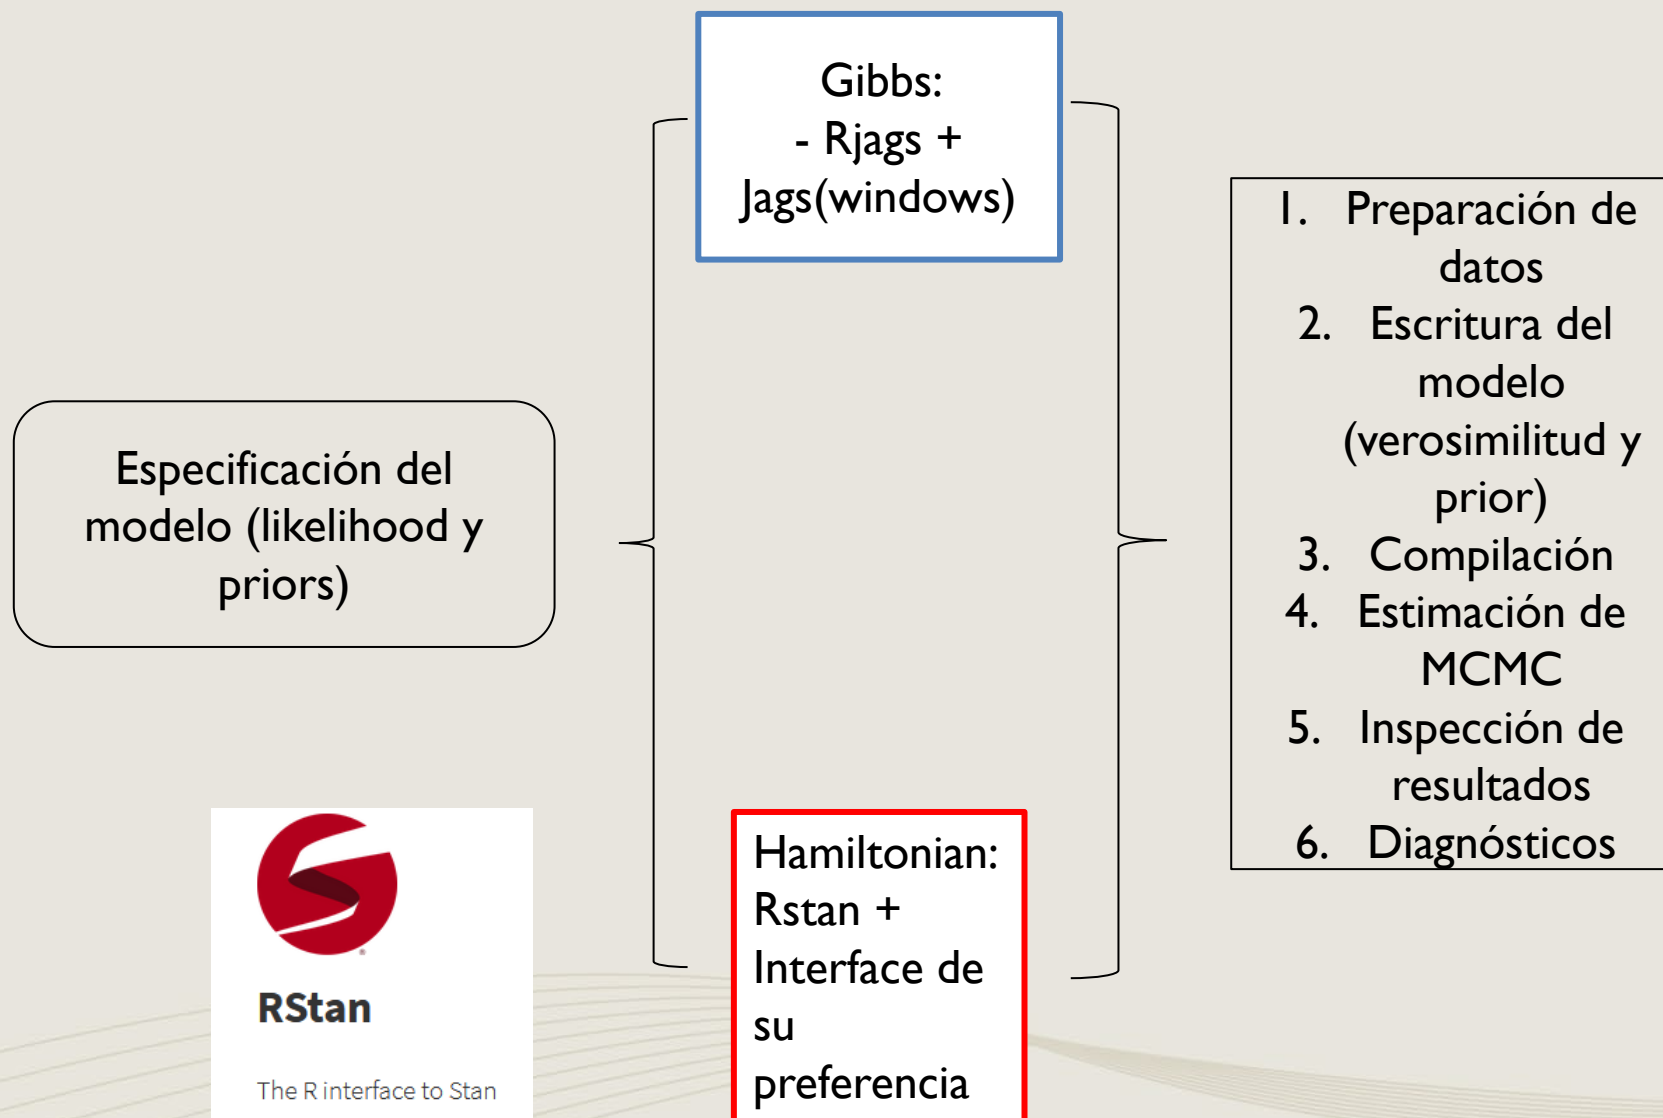 Gibbs:
- Rjags +
Jags(windows)
Especificación del
modelo (likelihood y
priors)
1. Preparación de
datos
2. Escritura del
modelo
(verosimilitud y
prior)
3. Compilación
4. Estimación de
MCMC
5. Inspección de
resultados
6. Diagnósticos
RStan
The R interface to Stan
Hamiltonian:
Rstan +
Interface de
su
preferencia